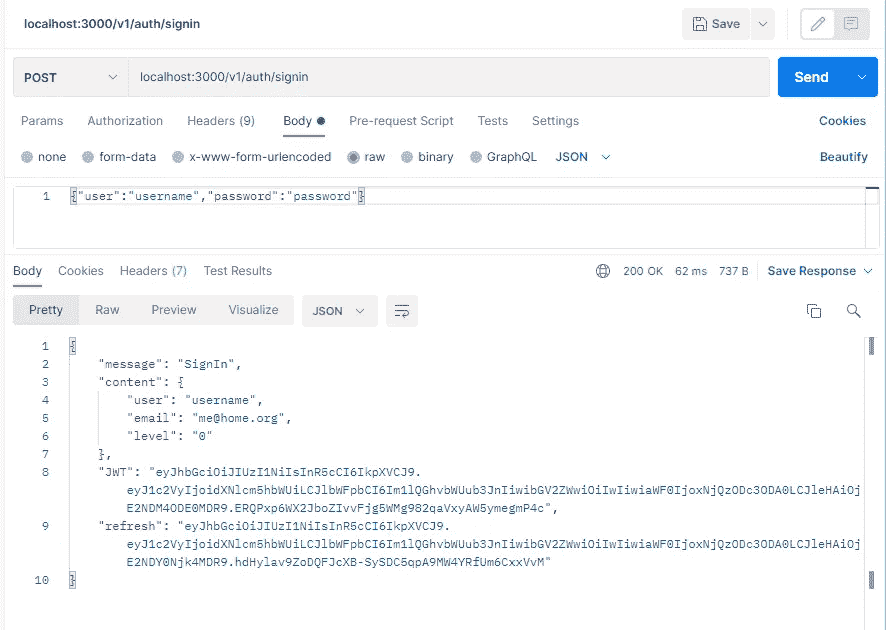 localhost:3000/v1/auth/signin
Save
POST
localhost:3000/v1/auth/signin
Send
Params Authorization Headers (9) Body Pre-request Script Tests Settings Cookies
none form-data x-www-form-urlencoded raw binary GraphQL JSON Beautify
1 {"user":"username","password":"password"}
Body Cookies Headers (7) Test Results 200 OK 62 ms 737 B Save Response
Pretty Raw Preview Visualize JSON
1 {
2 "message": "SignIn",
3 "content": {
4 "user": "username",
5 "email": "me@home.org",
6 "level": "0"
7 },
8 "JWT": "eyJhbGciOiJIUzI1NiIsInR5cCI6IkpXVCJ9.
eyJ1c2VyIjoidXNlcm5hbWUiLCJlbWFpbCI6Im1lQGhvbWUub3JnIiwibGV2ZWwiOiIwIiwiaWF0IjoxNjQzODc3ODA0LCJleHAiOj
E2NDM4ODE0MDR9.ERQPxp6WX2JboZIvvFjg5WMg982qaVxyAW5ymegmP4c",
9 "refresh": "eyJhbGciOiJIUzI1NiIsInR5cCI6IkpXVCJ9.
eyJ1c2VyIjoidXNlcm5hbWUiLCJlbWFpbCI6Im1lQGhvbWUub3JnIiwibGV2ZWwiOiIwIiwiaWF0IjoxNjQzODc3ODA0LCJleHAiOj
E2NDY0Njk4MDR9.hdHylav9ZoDQFJcXB-SySDC5qpA9MW4YRfUm6CxxVvM"
10 }